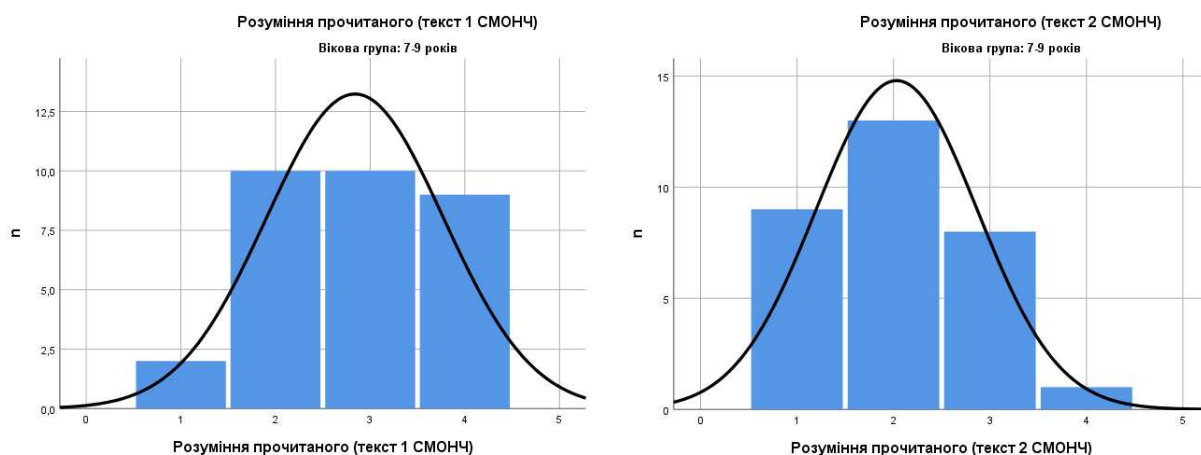 Розуміння прочитаного (текст 1 СМОНЧ)
Вікова група: 7-9 років
n
12,5
10,0
7,5
5,0
2,5
0,0
0 1 2 3 4 5
Розуміння прочитаного (текст 1 СМОНЧ)
Розуміння прочитаного (текст 2 СМОНЧ)
Вікова група: 7-9 років
n
15
10
5
0
0 1 2 3 4 5
Розуміння прочитаного (текст 2 СМОНЧ)